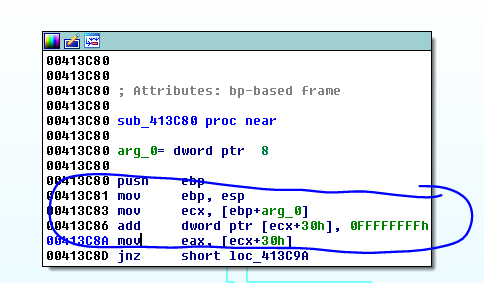 00413C80
00413C80
00413C80 ; Attributes: bp-based frame
00413C80
00413C80 sub_413C80 proc near
00413C80
00413C80 arg_0= dword ptr  8
00413C80
00413C80 push    ebp
00413C81 mov     ebp, esp
00413C83 mov     ecx, [ebp+arg_0]
00413C86 add     dword ptr [ecx+30h], 0FFFFFFFFh
00413C8A mov     eax, [ecx+30h]
00413C8D jnz     short loc_413C9A